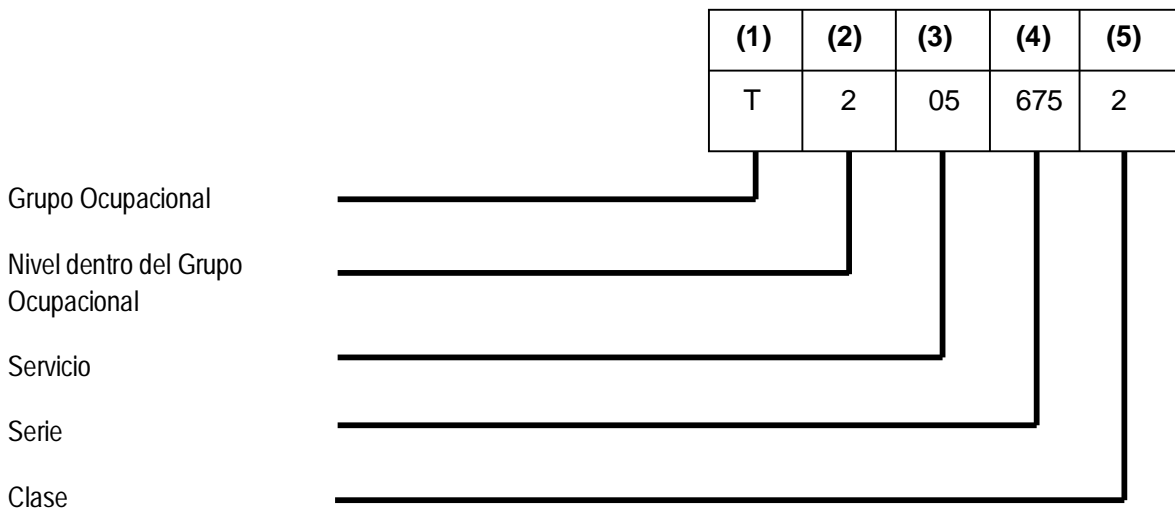 (1) (2) (3) (4) (5)
T 2 05 675 2
Grupo Ocupacional
Nivel dentro del Grupo
Ocupacional
Servicio
Serie
Clase